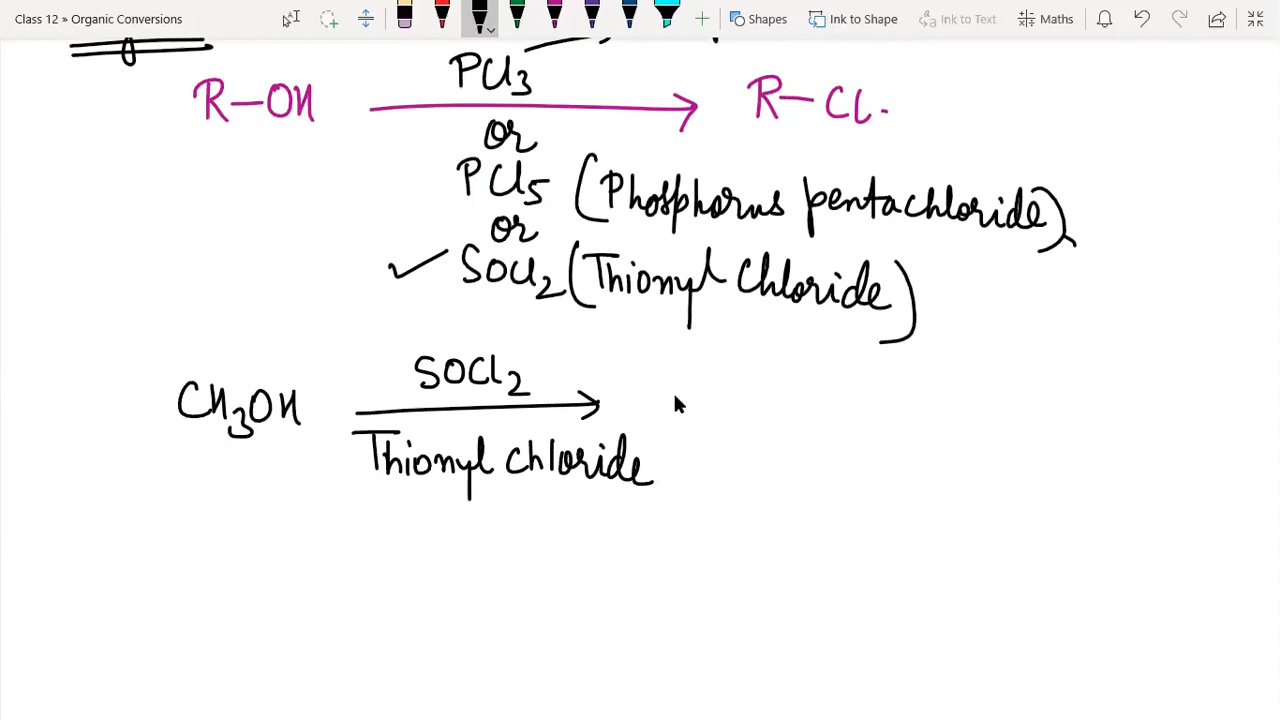 Class 12 » Organic Conversions Shapes Ink to Shape Ink to Text Maths
PCl3
R-OH R-Cl.
or
PCl5 (Phosphorus pentachloride)
or
✓ SOCl2 (Thionyl Chloride)
CH3OH SOCl2
Thionyl chloride